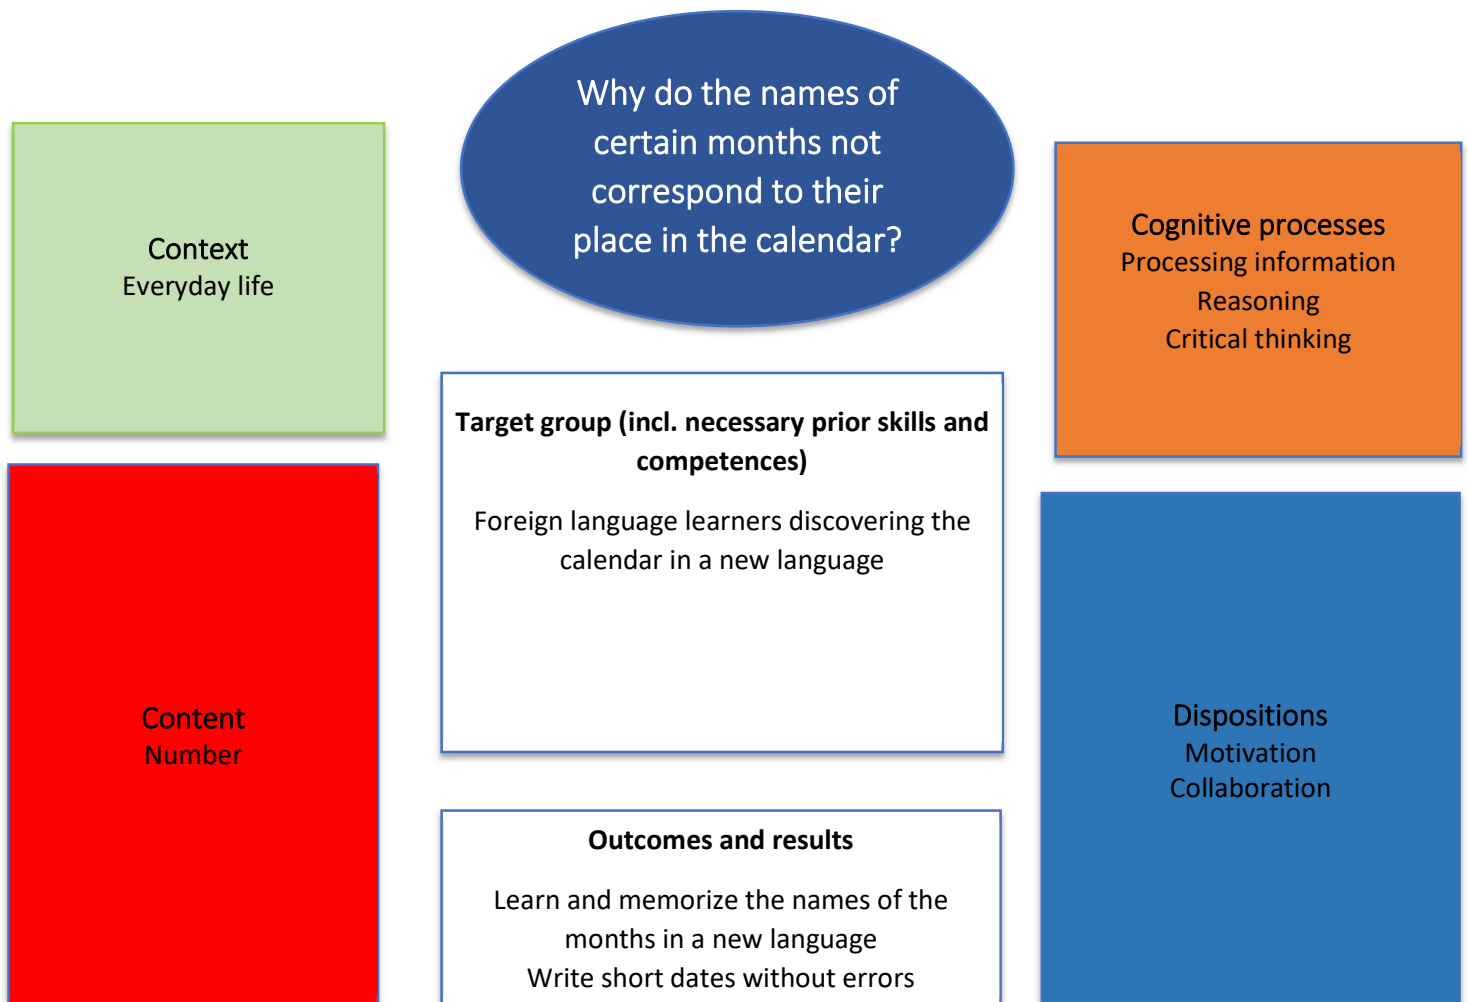 Why do the names of
certain months not
correspond to their
place in the calendar?
Context
Everyday life
Cognitive processes
Processing information
Reasoning
Critical thinking
Target group (incl. necessary prior skills and
competences)
Foreign language learners discovering the
calendar in a new language
Content
Number
Dispositions
Motivation
Collaboration
Outcomes and results
Learn and memorize the names of the
months in a new language
Write short dates without errors